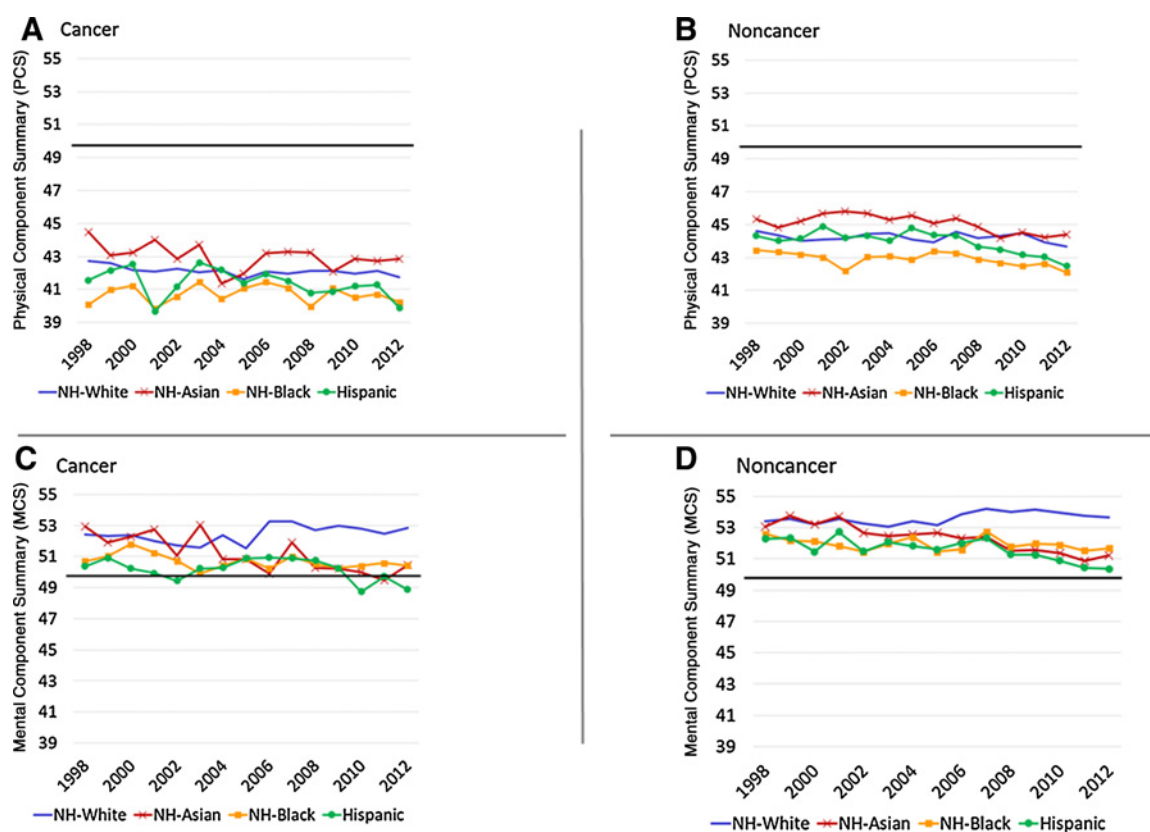 A Cancer
Physical Component Summary (PCS)
55
53
51
49
47
45
43
41
39
1998 2000 2002 2004 2006 2008 2010 2012
NH-White NH-Asian NH-Black Hispanic
B Noncancer
Physical Component Summary (PCS)
55
53
51
49
47
45
43
41
39
1998 2000 2002 2004 2006 2008 2010 2012
NH-White NH-Asian NH-Black Hispanic
C Cancer
Mental Component Summary (MCS)
55
53
51
49
47
45
43
41
39
1998 2000 2002 2004 2006 2008 2010 2012
NH-White NH-Asian NH-Black Hispanic
D Noncancer
Mental Component Summary (MCS)
55
53
51
49
47
45
43
41
39
1998 2000 2002 2004 2006 2008 2010 2012
NH-White NH-Asian NH-Black Hispanic